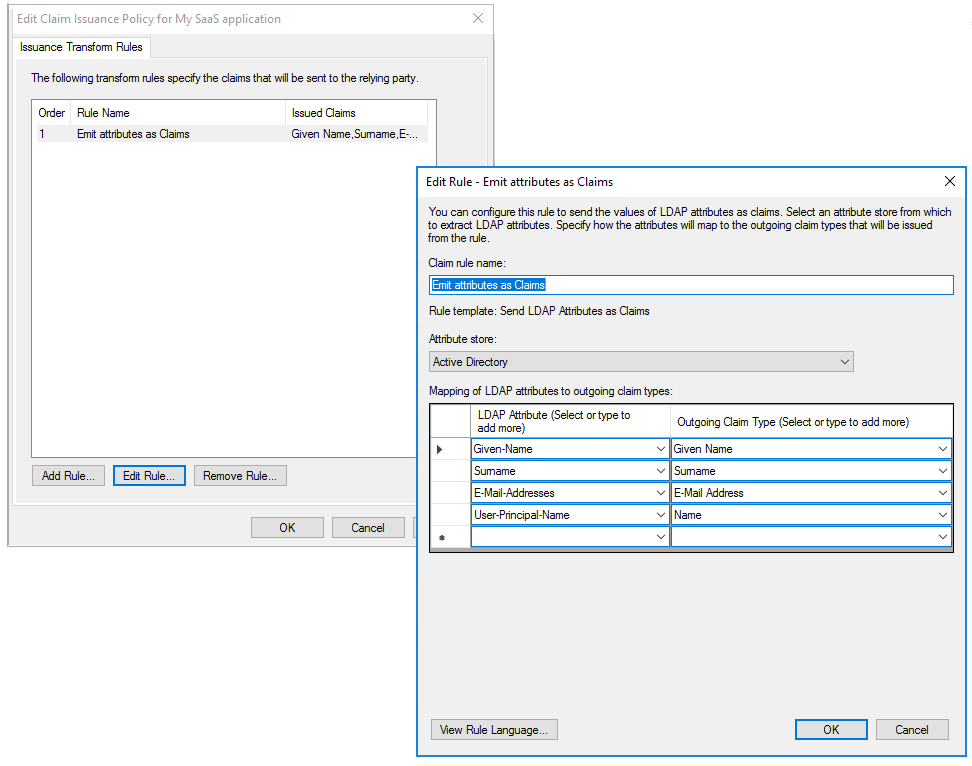 Edit Claim Issuance Policy for My SaaS application
Issuance Transform Rules
The following transform rules specify the claims that will be sent to the relying party.
Order Rule Name Issued Claims
1 Emit attributes as Claims Given Name,Surname,E-...
Add Rule... Edit Rule... Remove Rule...
OK Cancel
Edit Rule - Emit attributes as Claims
You can configure this rule to send the values of LDAP attributes as claims. Select an attribute store from which
to extract LDAP attributes. Specify how the attributes will map to the outgoing claim types that will be issued
from the rule.
Claim rule name:
Emit attributes as Claims
Rule template: Send LDAP Attributes as Claims
Attribute store:
Active Directory
Mapping of LDAP attributes to outgoing claim types:
LDAP Attribute (Select or type to
add more)
Outgoing Claim Type (Select or type to add more)
Given-Name Given Name
Surname Surname
E-Mail-Addresses E-Mail Address
User-Principal-Name Name
View Rule Language... OK Cancel